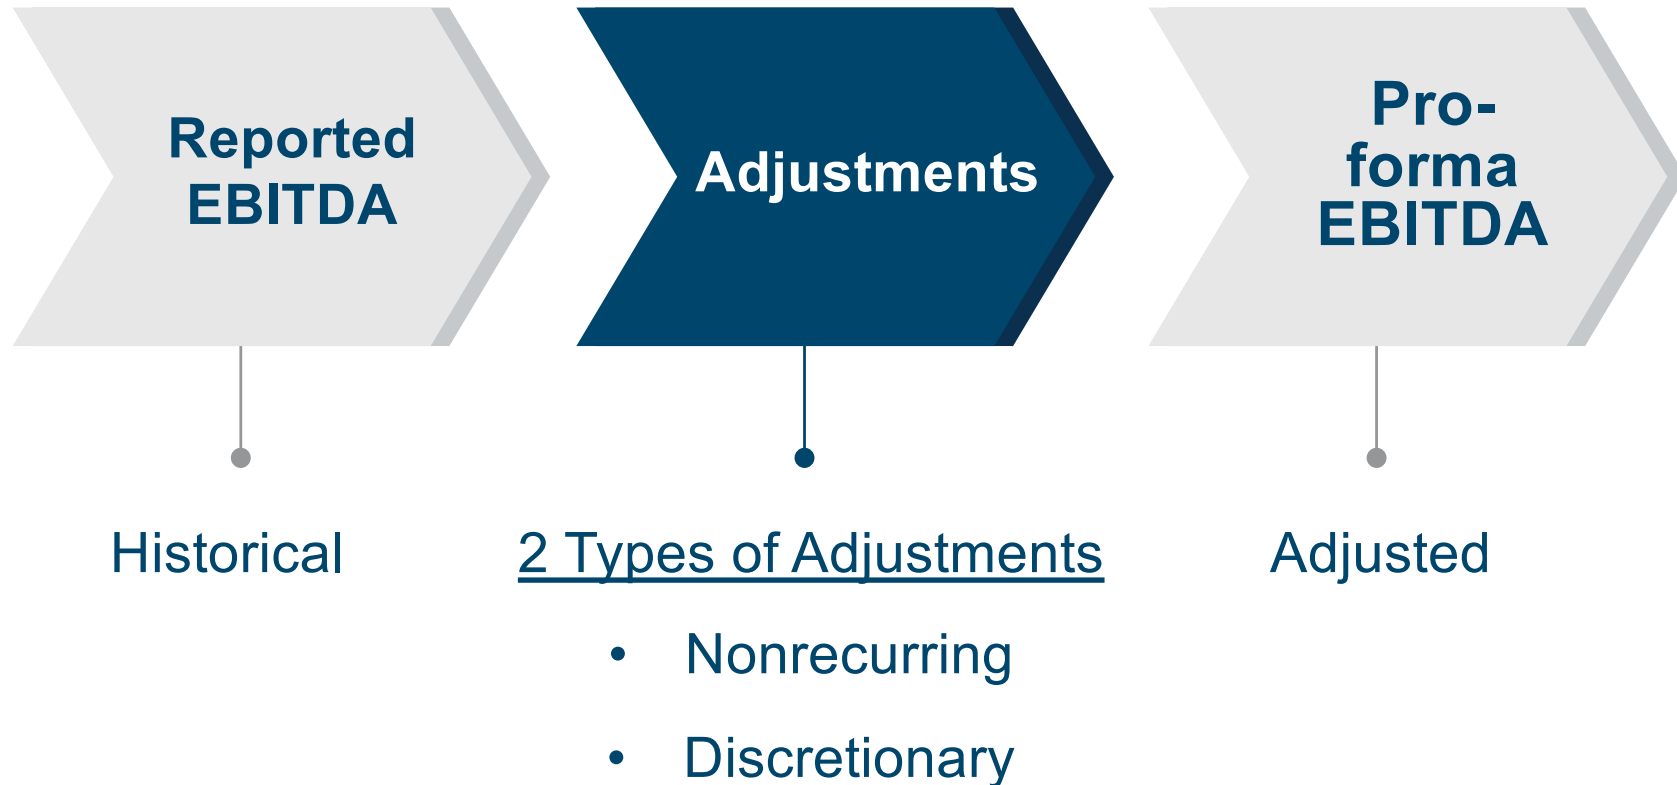 Reported
EBITDA
Adjustments
Pro-
forma
EBITDA
Historical
2 Types of Adjustments
• Nonrecurring
• Discretionary
Adjusted